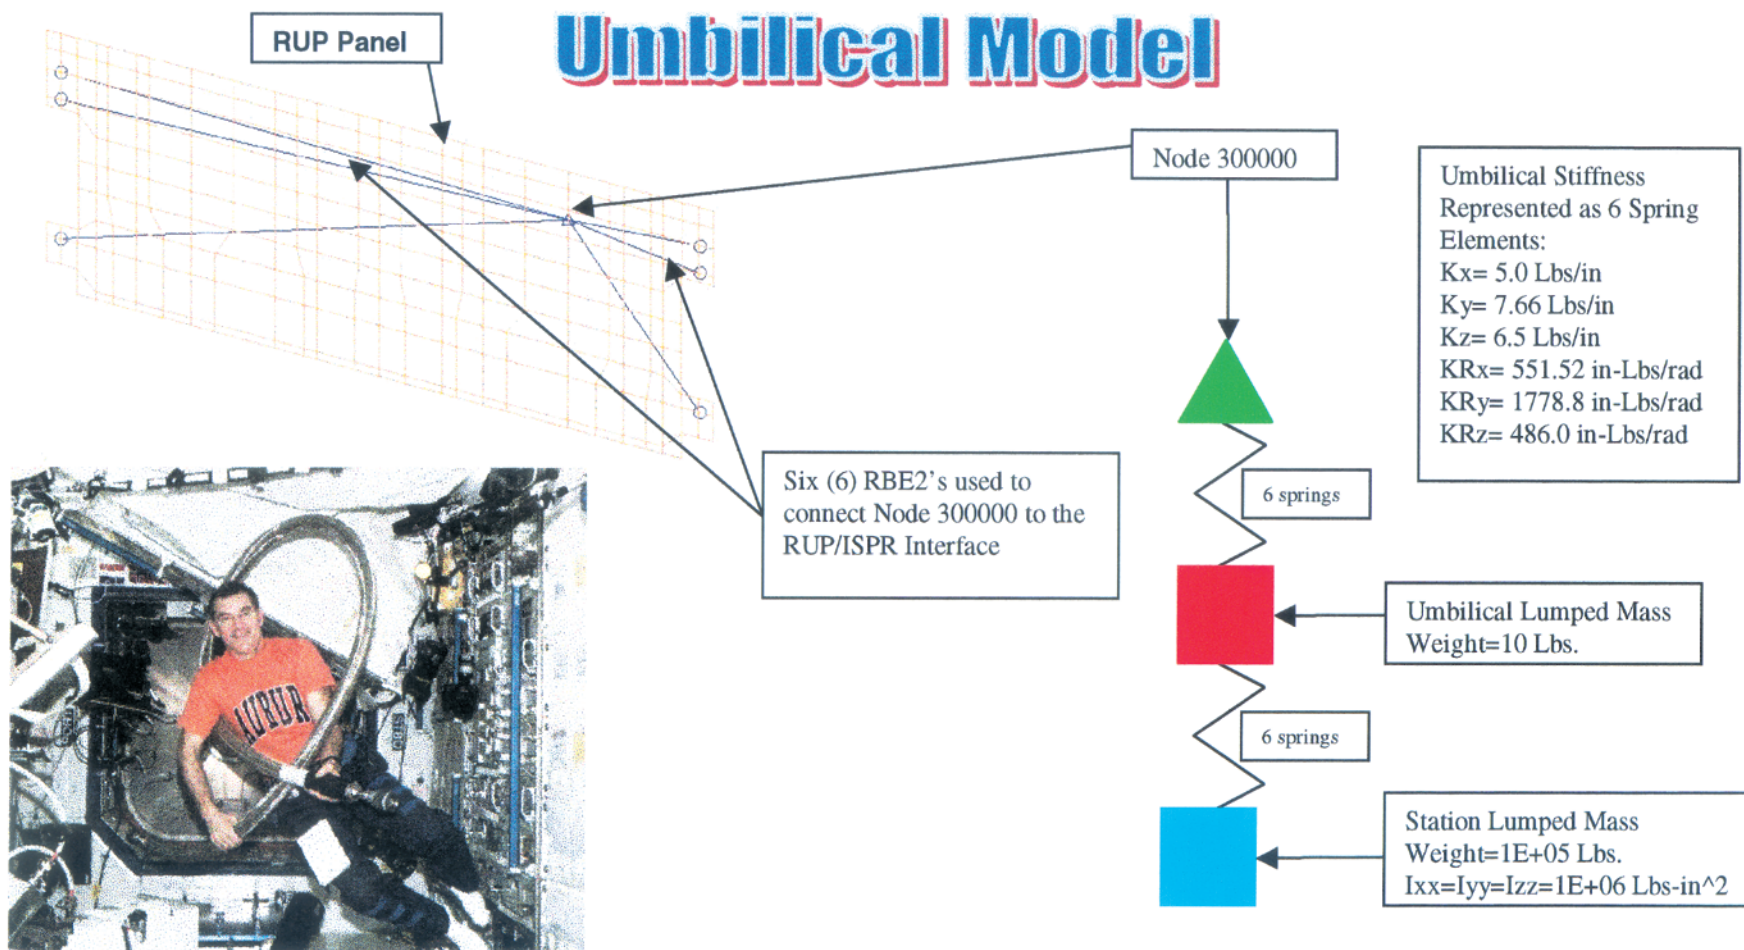 Umbilical Model
RUP Panel
Node 300000
Umbilical Stiffness
Represented as 6 Spring
Elements:
Kx= 5.0 Lbs/in
Ky= 7.66 Lbs/in
Kz= 6.5 Lbs/in
KRx= 551.52 in-Lbs/rad
KRy= 1778.8 in-Lbs/rad
KRz= 486.0 in-Lbs/rad
Six (6) RBE2's used to
connect Node 300000 to the
RUP/ISPR Interface
6 springs
Umbilical Lumped Mass
Weight=10 Lbs.
6 springs
Station Lumped Mass
Weight=1E+05 Lbs.
Ixx=Iyy=Izz=1E+06 Lbs-in^2